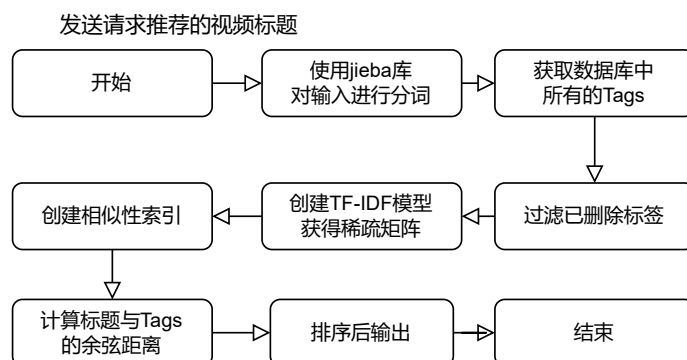 发送请求推荐的视频标题
开始
使用jieba库
对输入进行分词
获取数据库中
所有的Tags
过滤已删除标签
创建TF-IDF模型
获得稀疏矩阵
创建相似性索引
计算标题与Tags
的余弦距离
排序后输出
结束